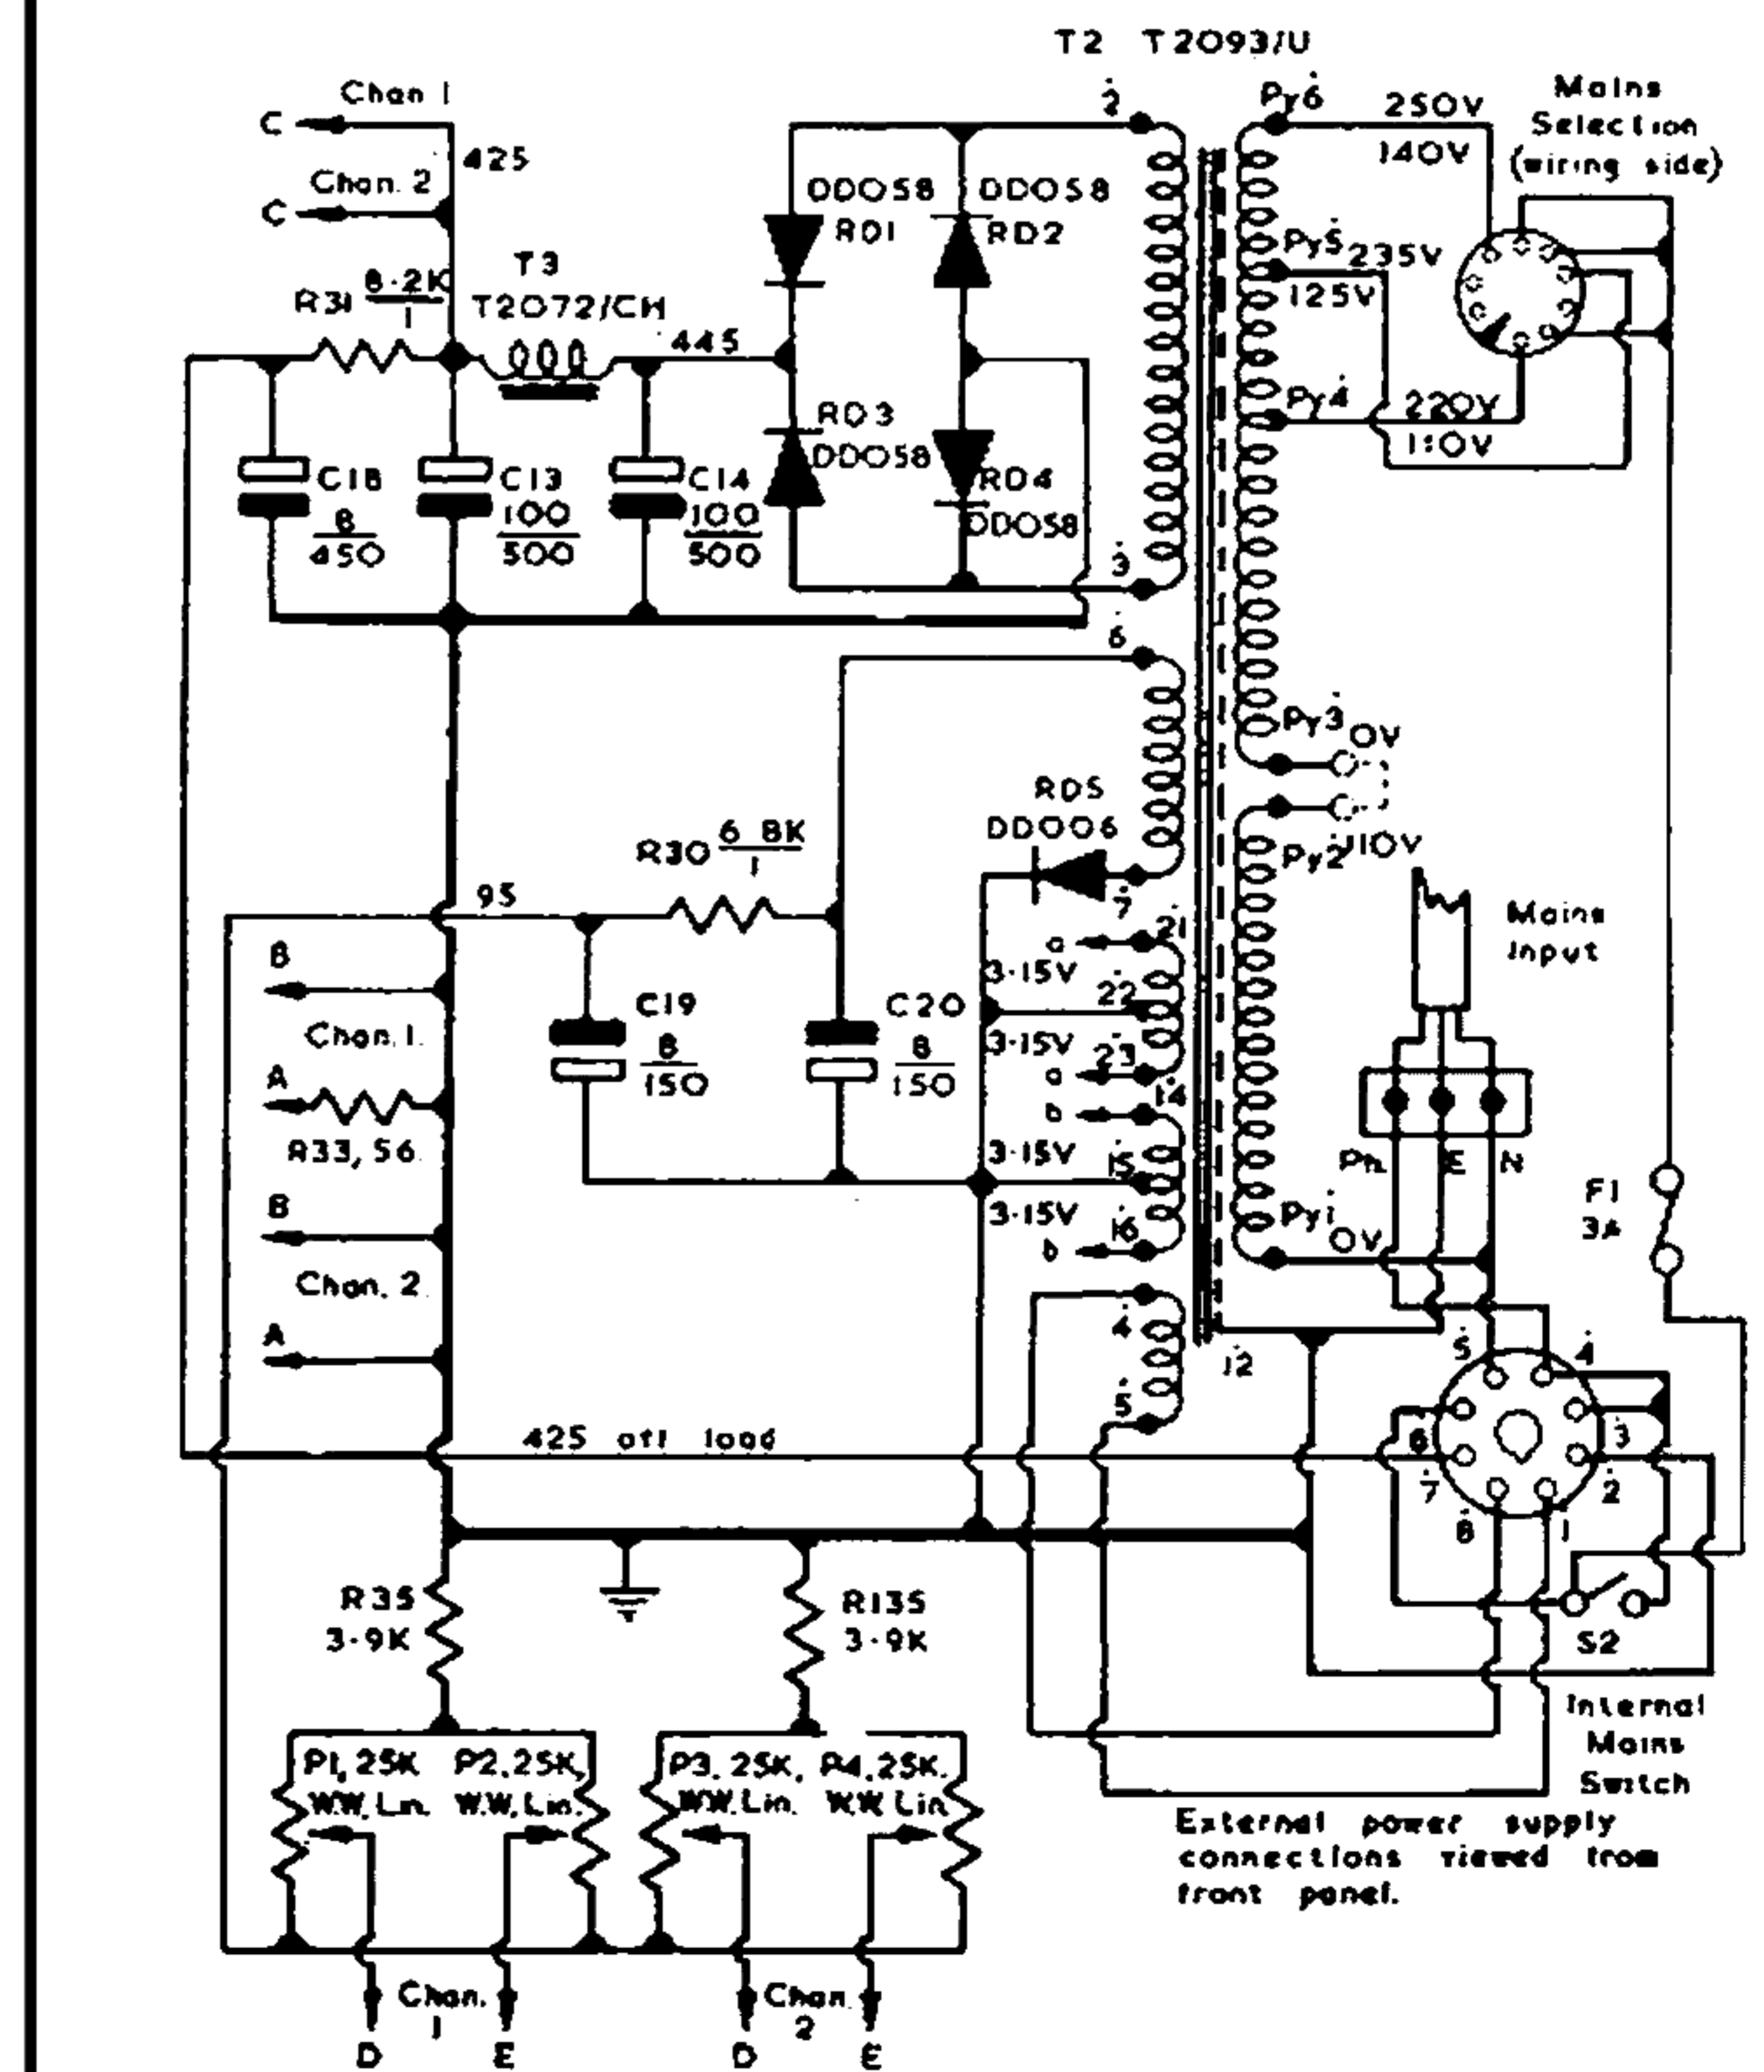 T2 T2093/U
2
Py6
250V
140V
Mains
Selection
(wiring side)
Chan 1
C
425
Chan. 2
C
DD058
RD1
DD058
RD2
Py5
235V
125V
R31
8·2K
1
T3
T2072/CH
445
Py4
220V
110V
RD3
DD058
RD4
DD058
C18
8
450
C13
100
500
C14
100
500
3
6
Py3
0V
RD5
DD006
R30
6 8K
1
Py2
110V
7
95
21
a
3·15V
22
3·15V
23
a
14
b
3·15V
15
3·15V
16
b
Mains
Input
B
Chan. 1.
A
R33, 56
B
Chan. 2
A
C19
8
150
C20
8
150
Ph.
E
N
F1
3A
Py1
0V
4
5
12
425 off load
5
4
6
3
7
2
8
1
R35
3·9K
R135
3·9K
S2
Internal
Mains
Switch
P1, 25K
W.W. Lin.
P2, 25K,
W.W. Lin.
P3, 25K,
W.W. Lin.
P4, 25K.
W.W. Lin
External power supply
connections viewed from
front panel.
Chan.
1
Chan
2
D
E
D
E